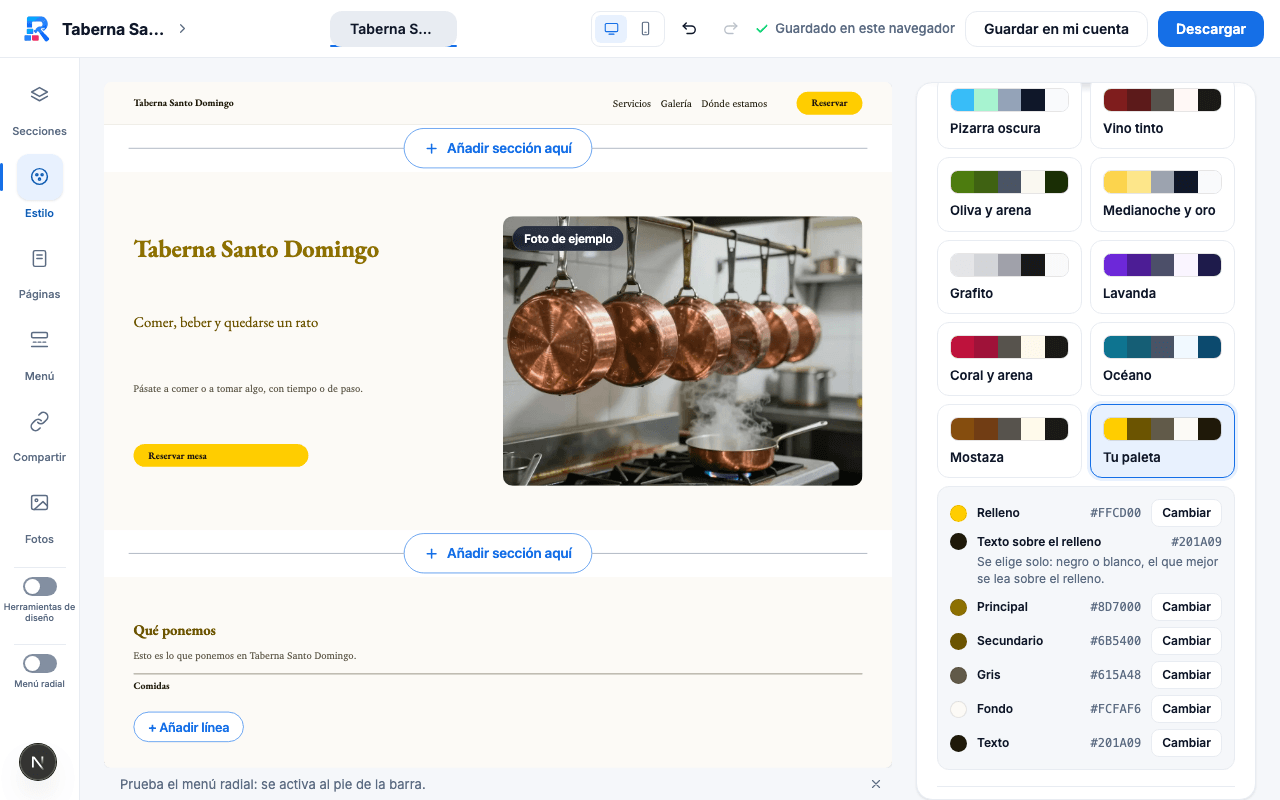 Taberna Sa...
Taberna S...
Guardado en este navegador
Guardar en mi cuenta
Descargar
Secciones
Estilo
Páginas
Menú
Compartir
Fotos
Herramientas de
diseño
Menú radial
N
Taberna Santo Domingo
Servicios Galería Dónde estamos
Reservar
+ Añadir sección aquí
Taberna Santo Domingo
Comer, beber y quedarse un rato
Pásate a comer o a tomar algo, con tiempo o de paso.
Reservar mesa
Foto de ejemplo
+ Añadir sección aquí
Qué ponemos
Esto es lo que ponemos en Taberna Santo Domingo.
Comidas
+ Añadir línea
Prueba el menú radial: se activa al pie de la barra.
Pizarra oscura
Vino tinto
Oliva y arena
Medianoche y oro
Grafito
Lavanda
Coral y arena
Océano
Mostaza
Tu paleta
Relleno #FFCD00 Cambiar
Texto sobre el relleno #201A09
Se elige solo: negro o blanco, el que mejor
se lea sobre el relleno.
Principal #8D7000 Cambiar
Secundario #6B5400 Cambiar
Gris #615A48 Cambiar
Fondo #FCFAF6 Cambiar
Texto #201A09 Cambiar